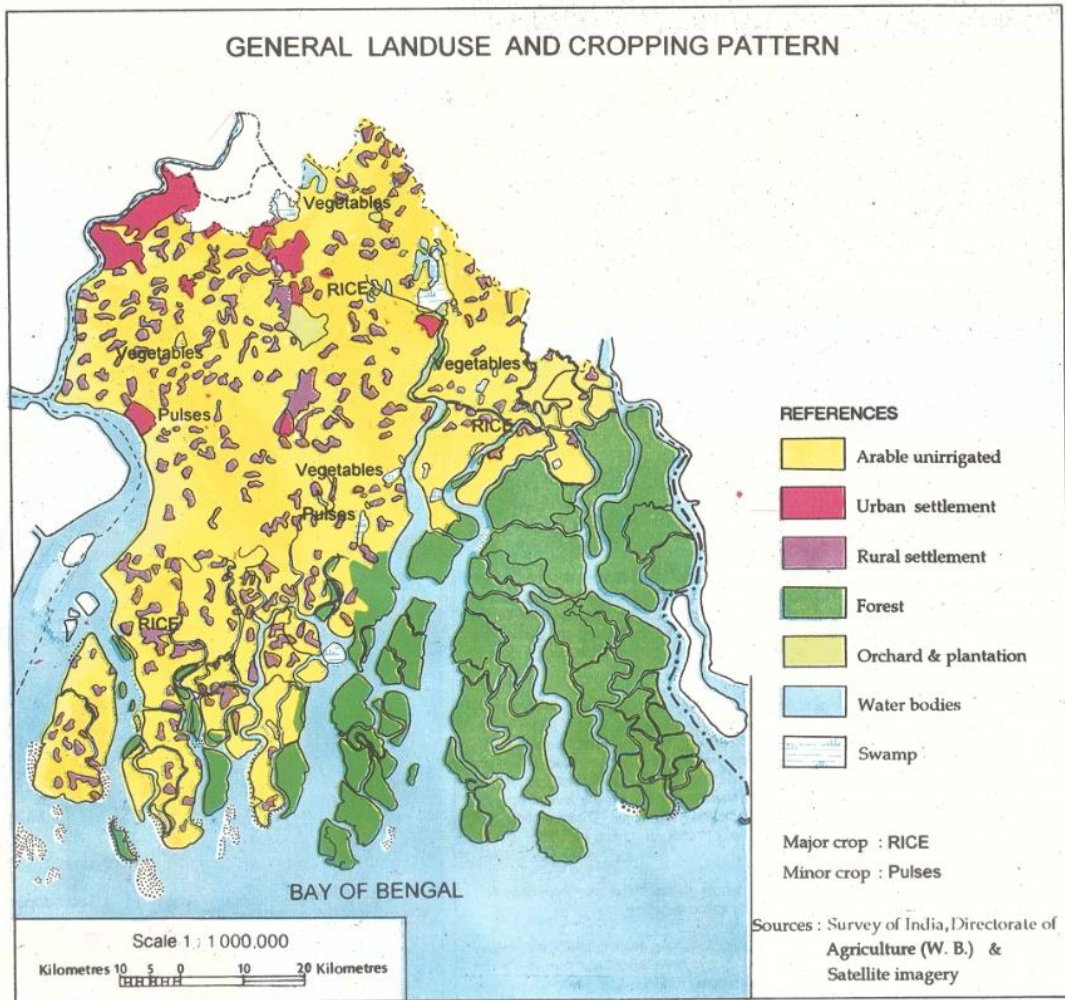 GENERAL LANDUSE AND CROPPING PATTERN
Vegetables
RICE
Vegetables
Vegetables
Pulses
RICE
Vegetables
Pulses
RICE
BAY OF BENGAL
REFERENCES
Arable unirrigated
Urban settlement
Rural settlement
Forest
Orchard & plantation
Water bodies
Swamp
Major crop : RICE
Minor crop : Pulses
Sources : Survey of India, Directorate of
Agriculture (W. B.) &
Satellite imagery
Scale 1 : 1 000,000
Kilometres 10 5 0 10 20 Kilometres